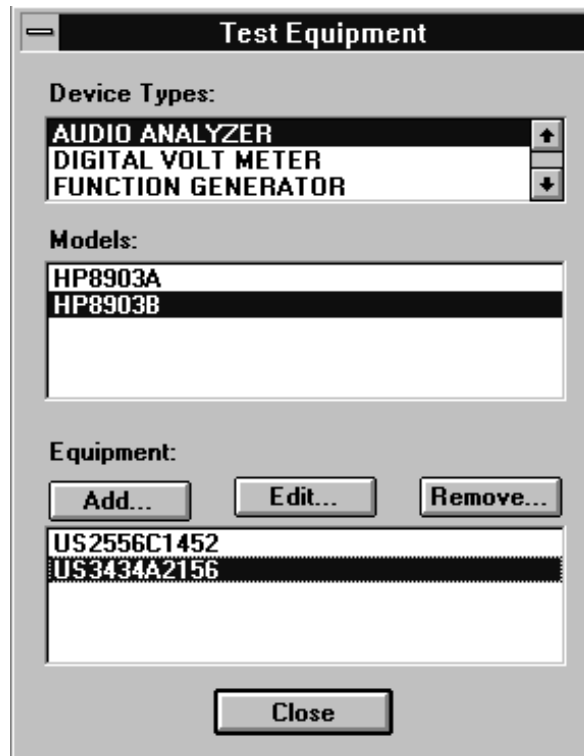 Test Equipment
Device Types:
AUDIO ANALYZER
DIGITAL VOLT METER
FUNCTION GENERATOR
Models:
HP8903A
HP8903B
Equipment:
Add... Edit... Remove...
US2556C1452
US3434A2156
Close